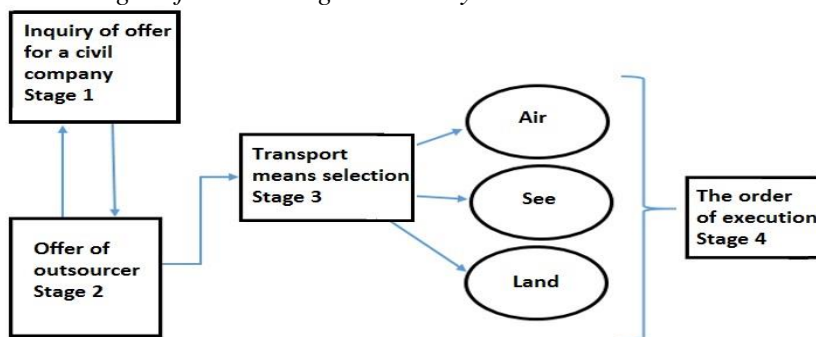 Inquiry of offer
for a civil
company
Stage 1
Offer of
outsourcer
Stage 2
Transport
means selection
Stage 3
Air
See
Land
The order
of execution
Stage 4